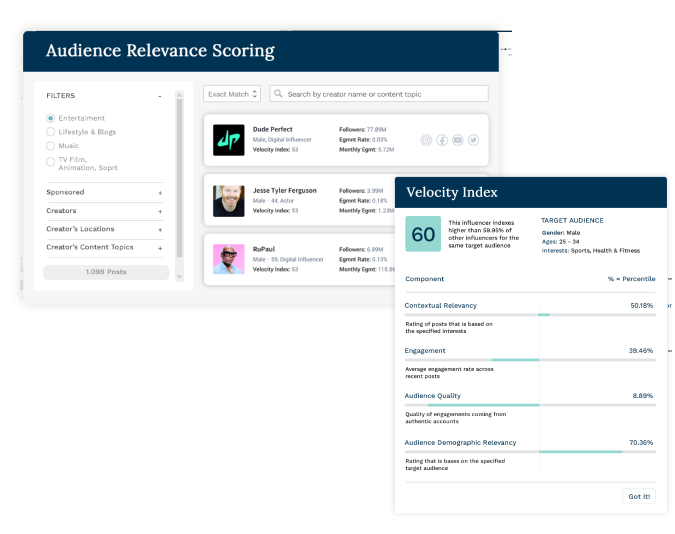 Audience Relevance Scoring
FILTERS -
Entertaiment
Lifestyle & Blogs
Music
TV Film,
Animation, Soprt
Sponsored +
Creators +
Creator's Locations +
Creator's Content Topics +
1.09B Posts
Exact Match
Search by creator name or content topic
Dude Perfect
Male, Digital Influencer
Velocity Index: 53
Followers: 77.89M
Egmnt Rate: 0.03%
Monthly Egmt: 5.72M
Jesse Tyler Ferguson
Male - 44, Actor
Velocity Index: 53
Followers: 3.99M
Egmnt Rate: 0.18%
Monthly Egmt: 1.23M
RuPaul
Male - 59, Digital Influencer
Velocity Index: 53
Followers: 6.89M
Egmnt Rate: 0.13%
Monthly Egmt: 118.88
Velocity Index
60
This influencer indexes
higher than 59.95% of
other influencers for the
same target audience
TARGET AUDIENCE
Gender: Male
Ages: 25 - 34
Interests: Sports, Health & Fitness
Component % = Percentile
Contextual Relevancy 50.18%
Rating of posts that is based on
the specified interests
Engagement 39.46%
Average engagement rate across
recent posts
Audience Quality 8.89%
Quality of engagements coming from
authentic accounts
Audience Demographic Relevancy 70.36%
Rating that is bases on the specified
target audience
Got It!